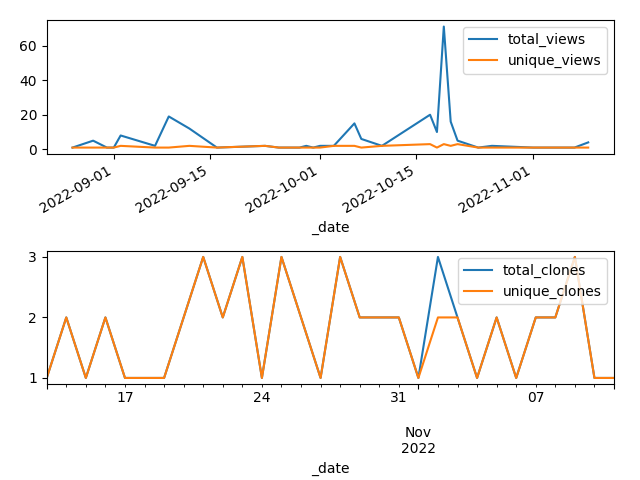 60
40
20
0
total_views
unique_views
2022-09-01
2022-09-15
2022-10-01
2022-10-15
2022-11-01
_date
3
2
1
total_clones
unique_clones
17
24
31
07
Nov
2022
_date